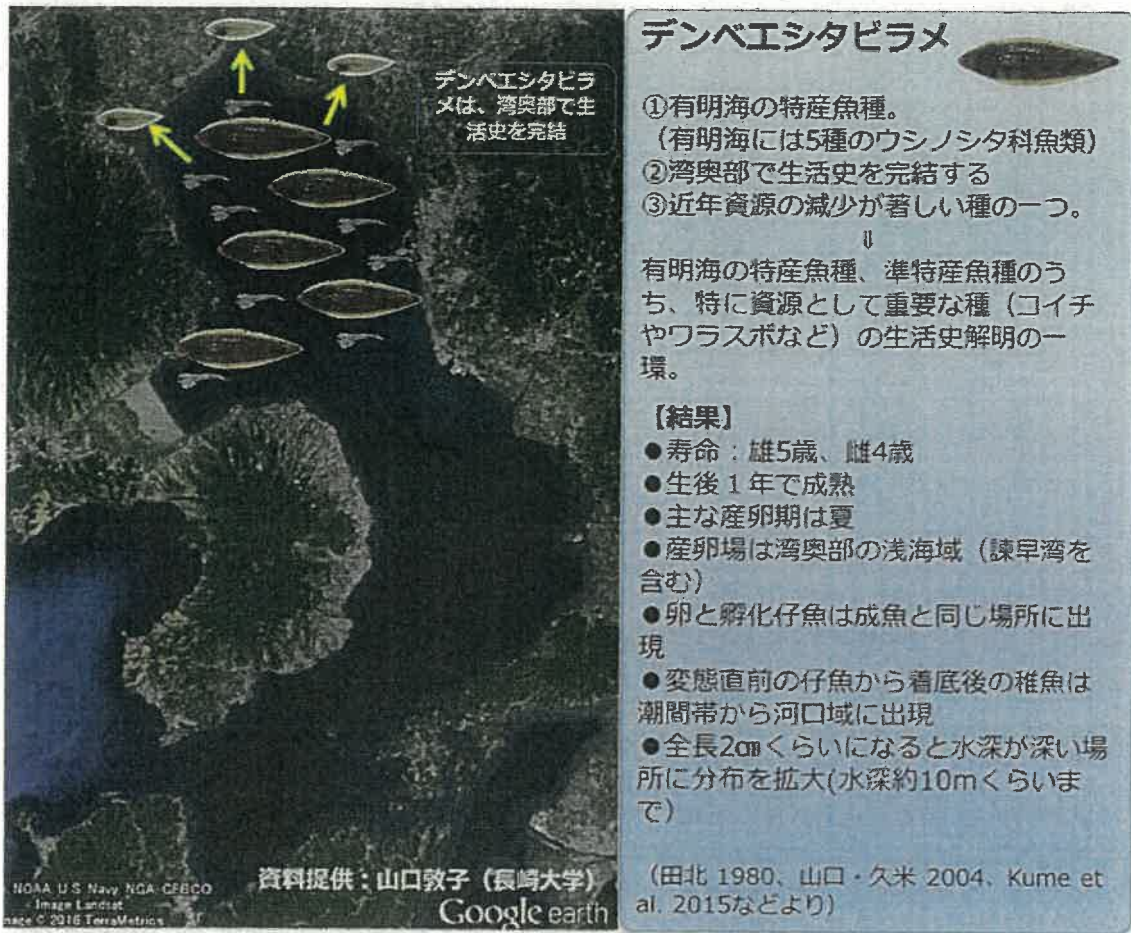 デンベエシタビラ
メは、湾奥部で生
活史を完結
資料提供：山口敦子（長崎大学）
NOAA, U.S. Navy, NGA, GEBCO
Image Landsat
Image © 2016 TerraMetrics
Google earth
デンベエシタビラメ
①有明海の特産魚種。
（有明海には5種のウシノシタ科魚類）
②湾奥部で生活史を完結する
③近年資源の減少が著しい種の一つ。
⇓
有明海の特産魚種、準特産魚種のう
ち、特に資源として重要な種（コイチ
やワラスボなど）の生活史解明の一
環。
【結果】
●寿命：雄5歳、雌4歳
●生後１年で成熟
●主な産卵期は夏
●産卵場は湾奥部の浅海域（諫早湾を
含む）
●卵と孵化仔魚は成魚と同じ場所に出
現
●変態直前の仔魚から着底後の稚魚は
潮間帯から河口域に出現
●全長2㎝くらいになると水深が深い場
所に分布を拡大(水深約10mくらいま
で）
（田北 1980、山口・久米 2004、Kume et
al. 2015などより）